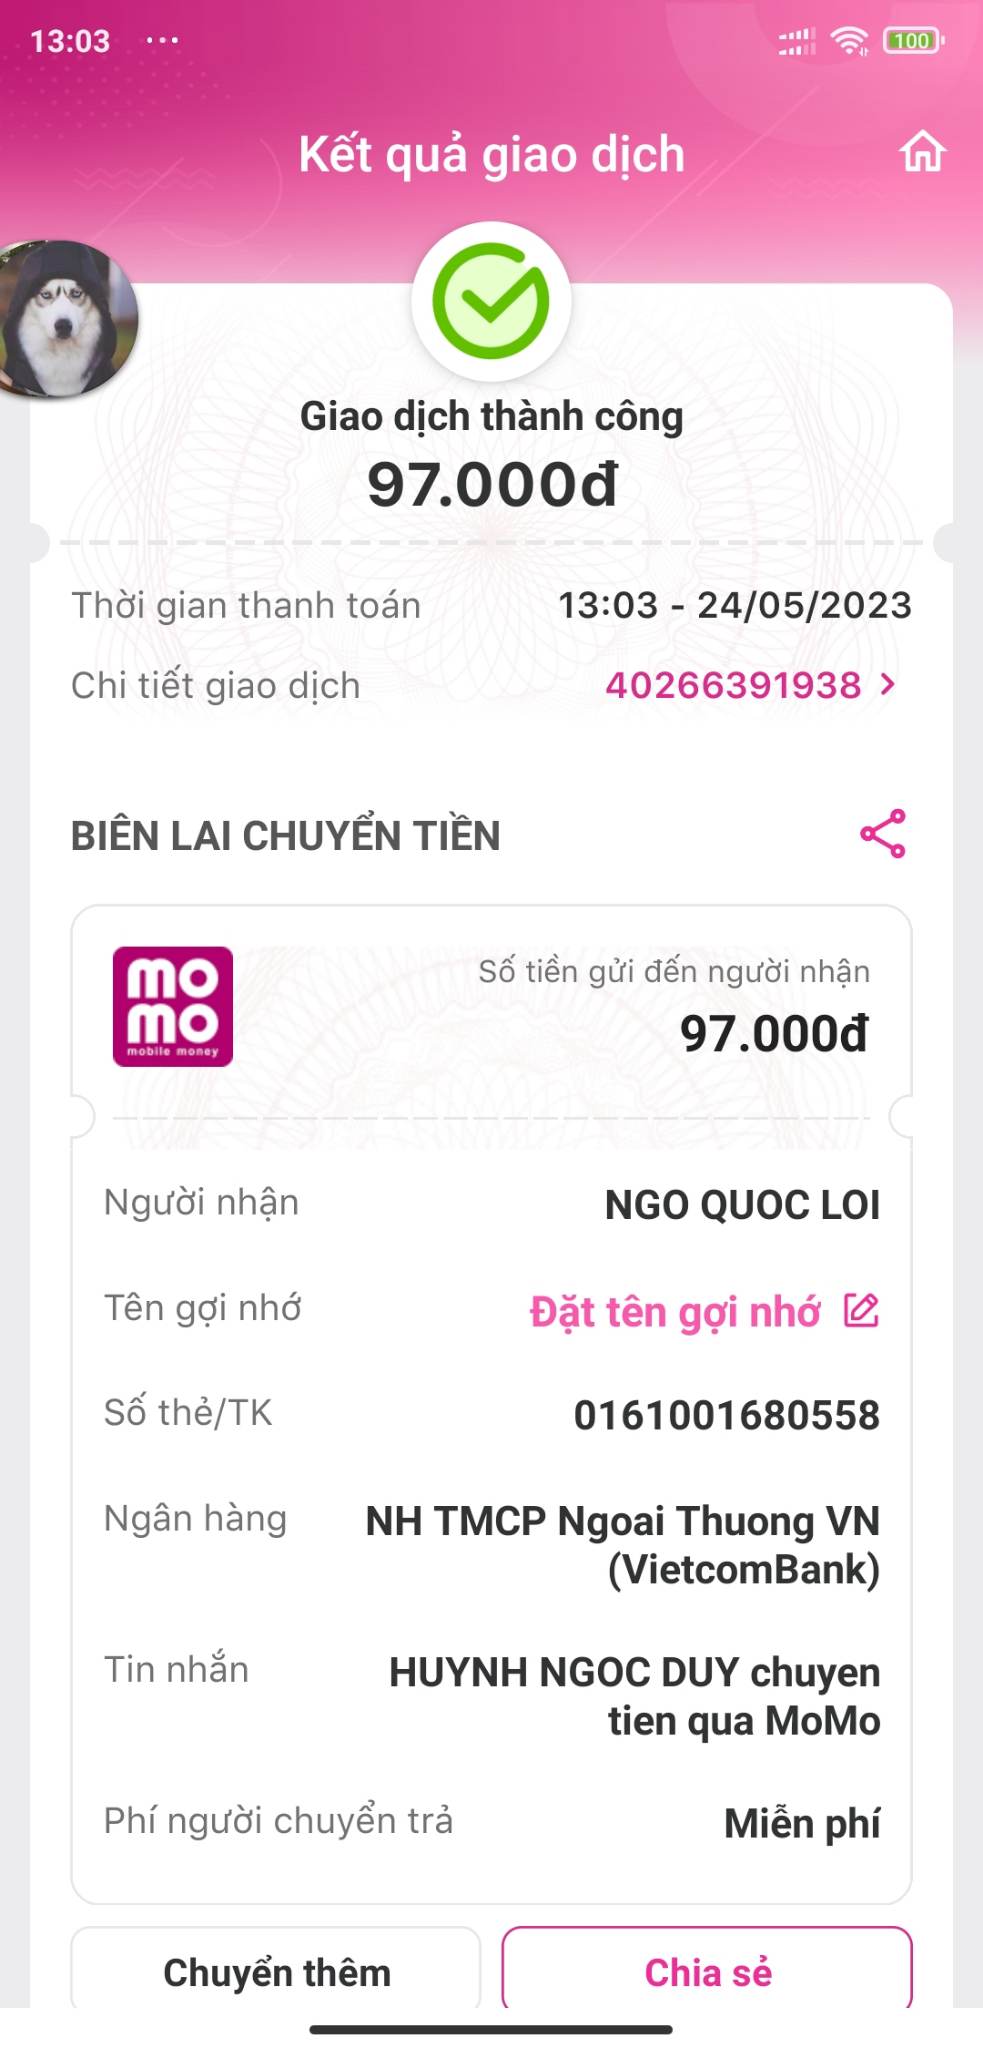 13:03 ...
100
Kết quả giao dịch
Giao dịch thành công
97.000đ
Thời gian thanh toán 13:03 - 24/05/2023
Chi tiết giao dịch 40266391938 >
BIÊN LAI CHUYỂN TIỀN
mo
mo
mobile money
Số tiền gửi đến người nhận
97.000đ
Người nhận NGO QUOC LOI
Tên gợi nhớ Đặt tên gợi nhớ
Số thẻ/TK 0161001680558
Ngân hàng NH TMCP Ngoai Thuong VN
(VietcomBank)
Tin nhắn HUYNH NGOC DUY chuyen
tien qua MoMo
Phí người chuyển trả Miễn phí
Chuyển thêm Chia sẻ